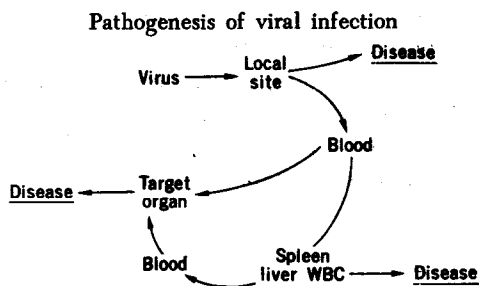 Pathogenesis of viral infection
Disease
Virus
Local
site
Blood
Target
organ
Disease
Blood
Spleen
liver WBC
Disease